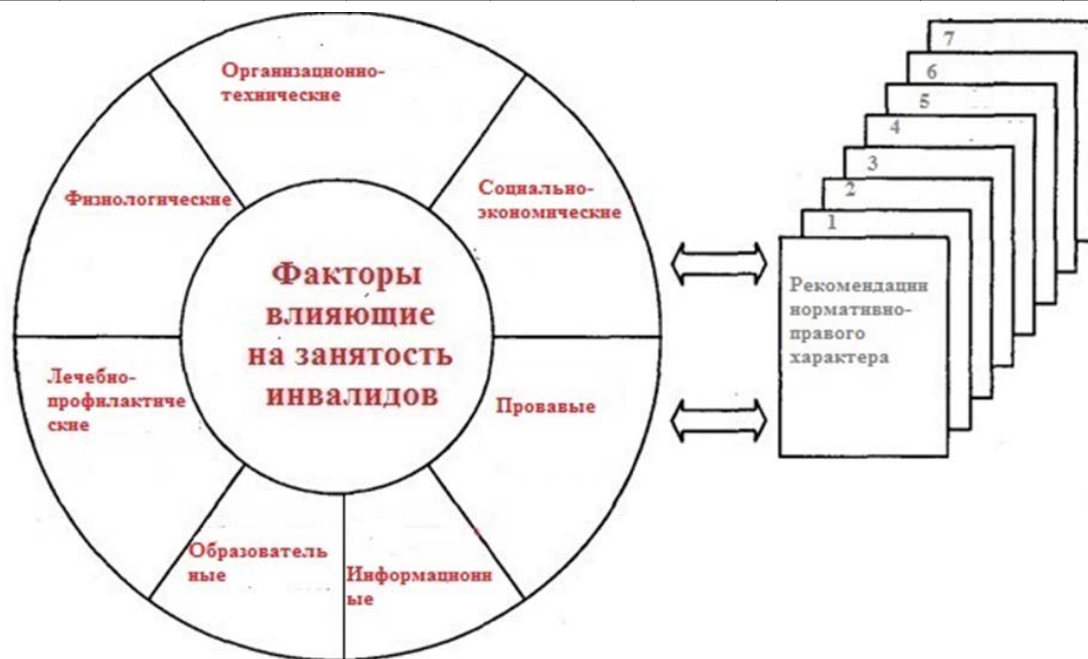 Организационно-
технические
Социально-
экономические
Физиологические
Факторы
влияющие
на занятость
инвалидов
Лечебно-
профилактиче
ские
Провавые
Образователь
ные
Информационн
ые
7
6
5
4
3
2
1
Рекомендации
нормативно-
правого
характера